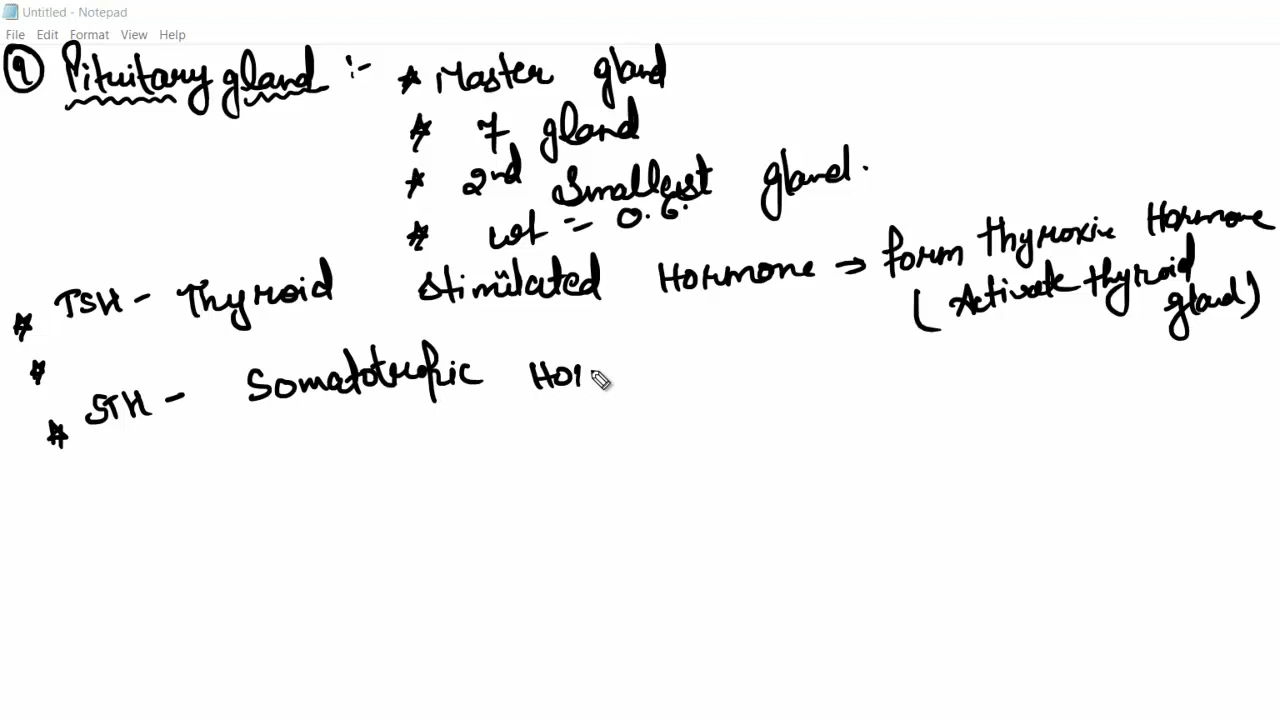 Untitled - Notepad
File Edit Format View Help
9 Pituitary gland :- * Master gland
* 7 gland
* 2nd Smallest gland.
* wt = 0.6.
* TSH - Thyroid stimulated Hormone → form thyroxie Hormone
(Activate thyroid gland)
*
* STH - Somatotropic Hor